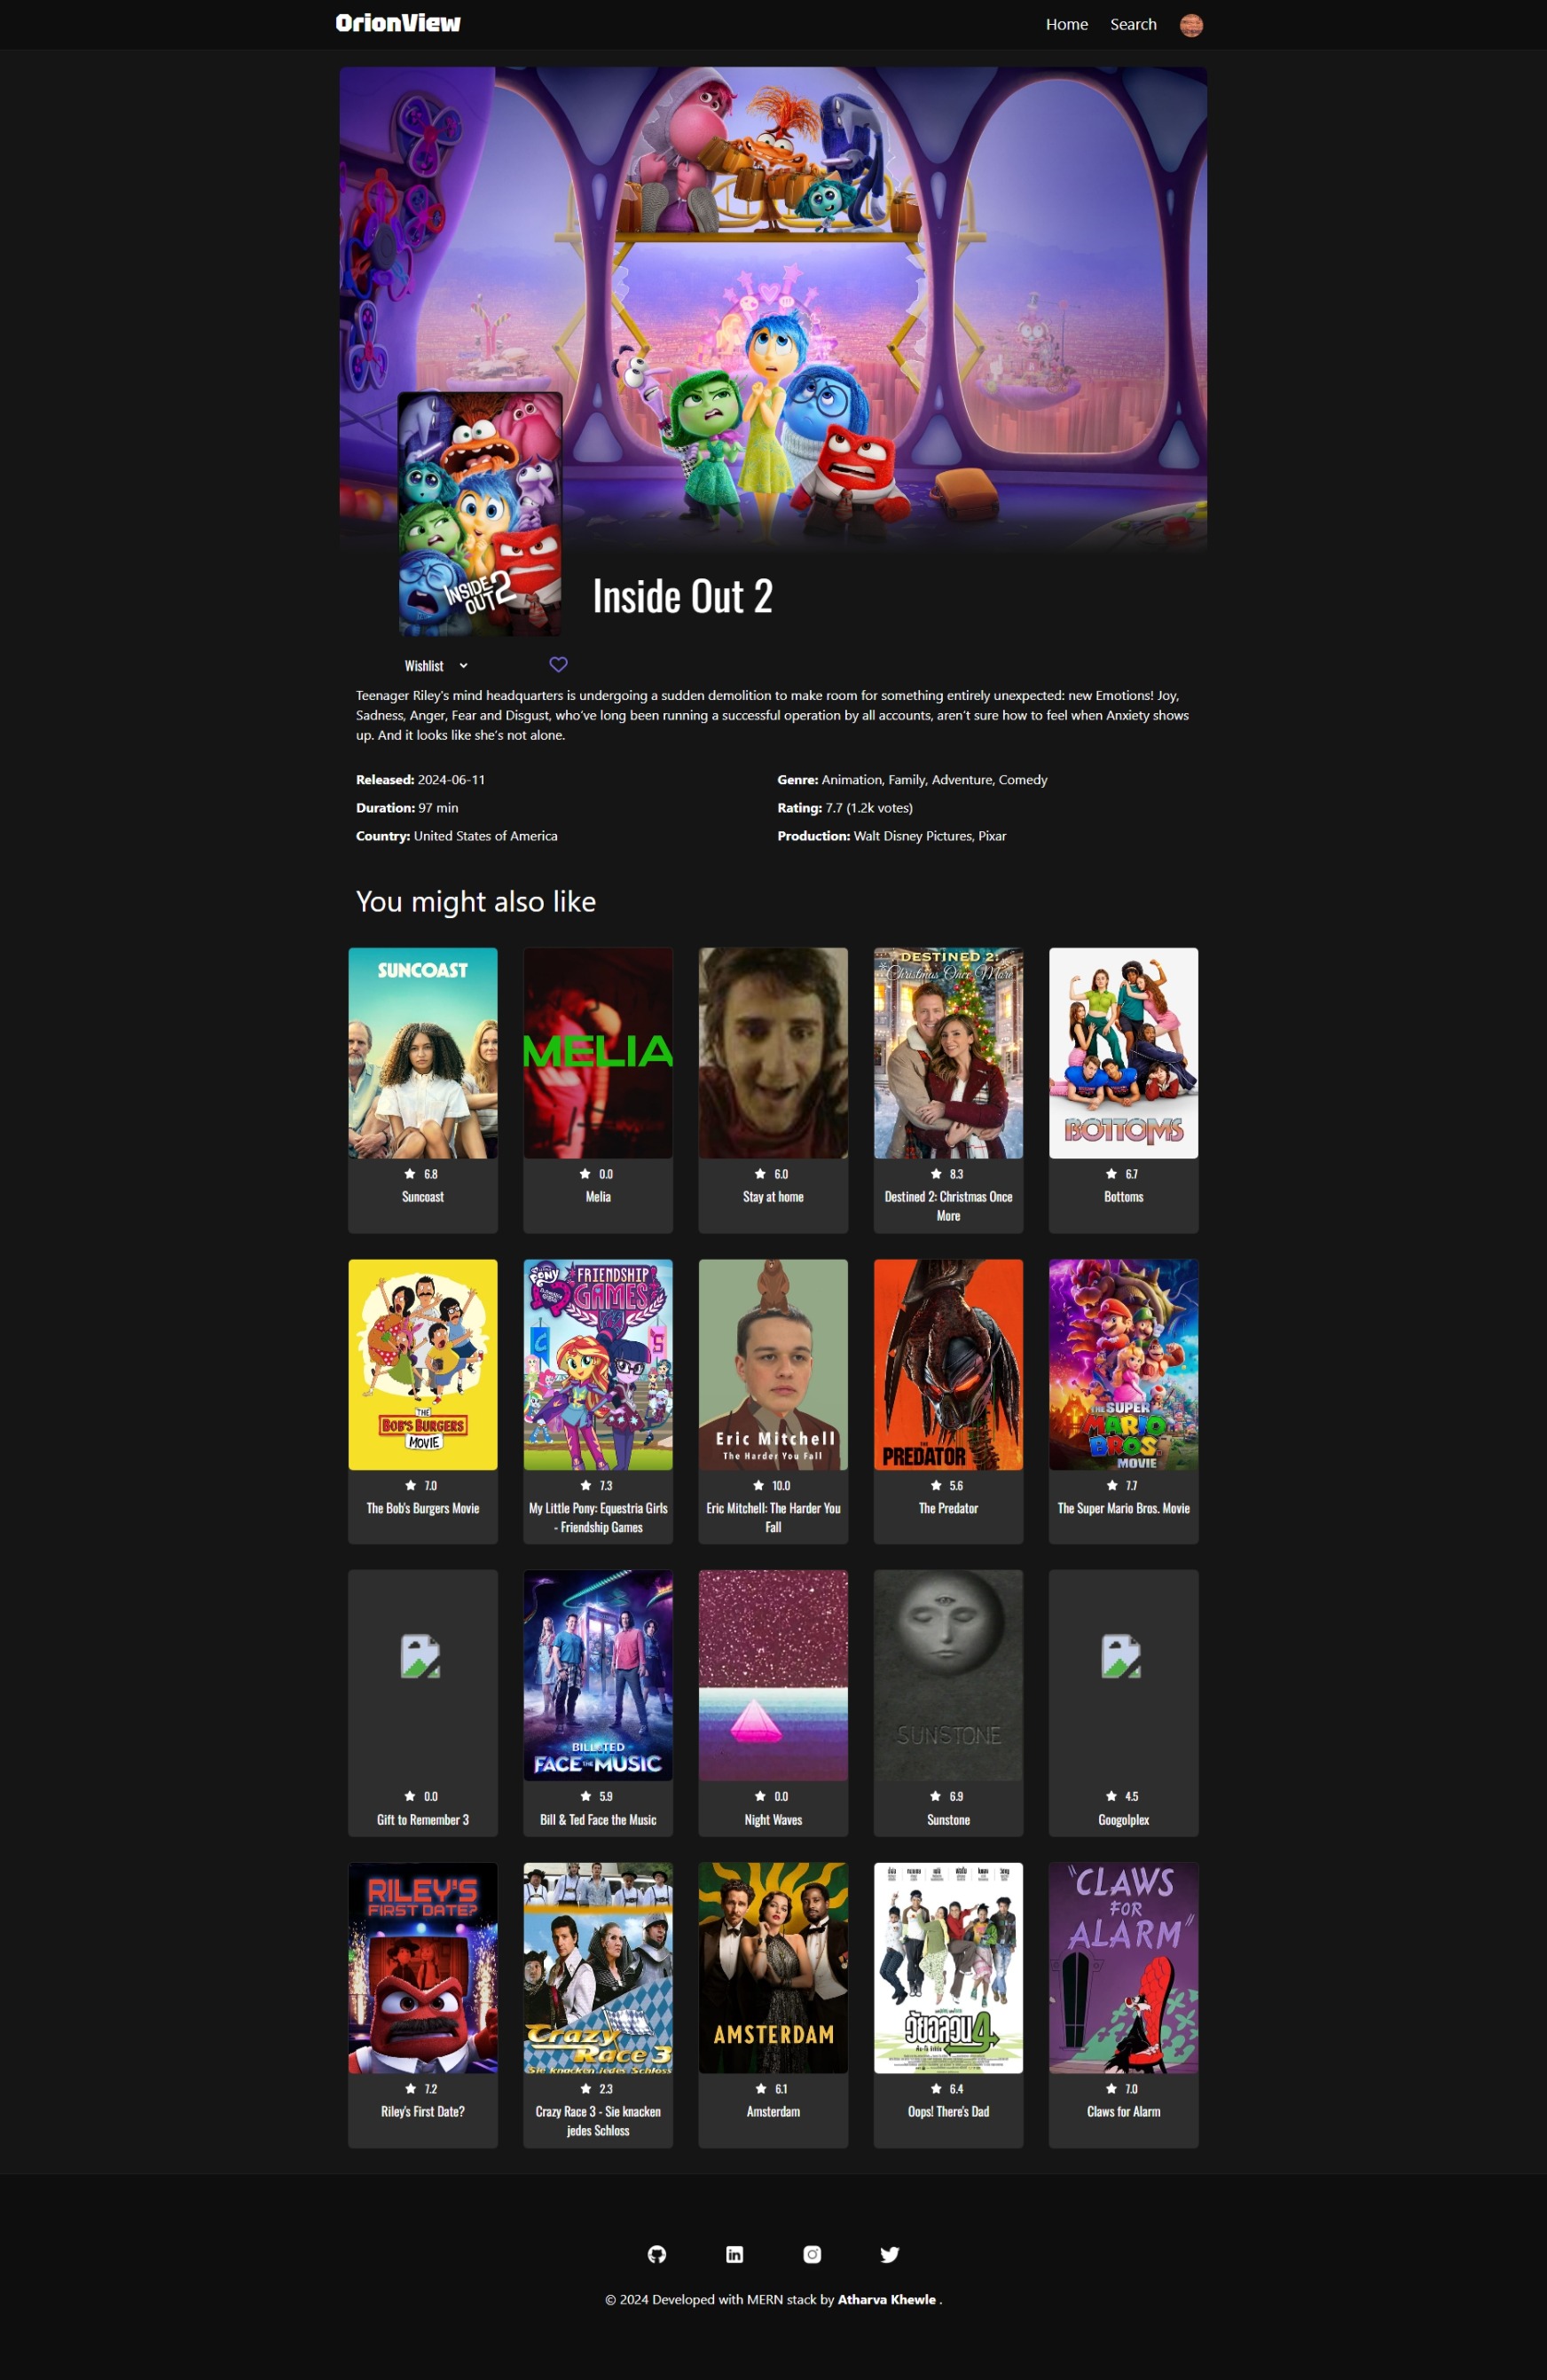 OrionView
Home
Search
INSIDE
OUT 2
Inside Out 2
Wishlist
Teenager Riley's mind headquarters is undergoing a sudden demolition to make room for something entirely unexpected: new Emotions! Joy,
Sadness, Anger, Fear and Disgust, who've long been running a successful operation by all accounts, aren't sure how to feel when Anxiety shows
up. And it looks like she's not alone.
Released: 2024-06-11
Genre: Animation, Family, Adventure, Comedy
Duration: 97 min
Rating: 7.7 (1.2k votes)
Country: United States of America
Production: Walt Disney Pictures, Pixar
You might also like
SUNCOAST
6.8
Suncoast
MELIA
0.0
Melia
6.0
Stay at home
DESTINED 2:
Christmas Once More
8.3
Destined 2: Christmas Once
More
BOTTOMS
6.7
Bottoms
THE
BOB'S BURGERS
MOVIE
7.0
The Bob's Burgers Movie
PONY
FRIENDSHIP
GAMES
C
S
7.3
My Little Pony: Equestria Girls
- Friendship Games
Eric Mitchell
The Harder You Fall
10.0
Eric Mitchell: The Harder You
Fall
THE
PREDATOR
5.6
The Predator
THE SUPER
MARIO
BROS.
MOVIE
7.7
The Super Mario Bros. Movie
0.0
Gift to Remember 3
BILL & TED
FACE THE MUSIC
5.9
Bill & Ted Face the Music
0.0
Night Waves
SUNSTONE
6.9
Sunstone
4.5
Googolplex
RILEY'S
FIRST DATE?
7.2
Riley's First Date?
Crazy
Race 3
Sie knacken jedes Schloss
2.3
Crazy Race 3 - Sie knacken
jedes Schloss
AMSTERDAM
6.1
Amsterdam
วัยอลวน4
6.4
Oops! There's Dad
"CLAWS
FOR
ALARM"
7.0
Claws for Alarm
© 2024 Developed with MERN stack by Atharva Khewle .